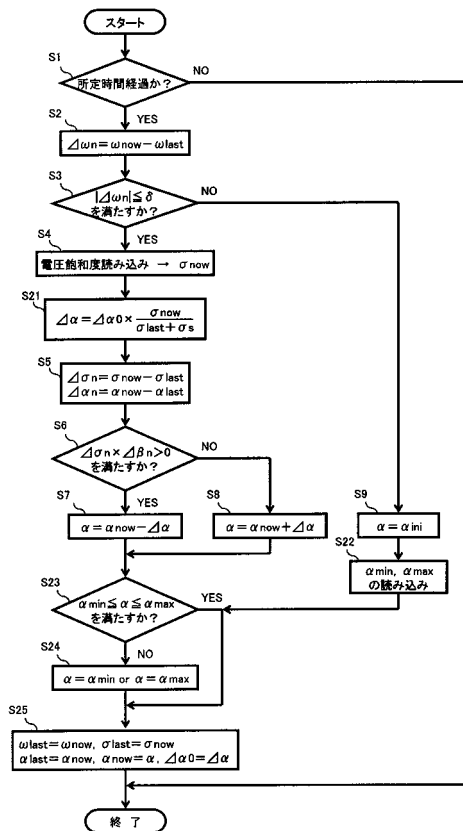 スタート
S1
所定時間経過か?
NO
YES
S2
⊿ωn=ωnow−ωlast
S3
|⊿ωn|≦δ
を満たすか?
NO
YES
S4
電圧飽和度読み込み → σnow
S21
⊿α=⊿α0× σnow / σlast+σs
S5
⊿σn=σnow−σlast
⊿αn=αnow−αlast
S6
⊿σn×⊿βn>0
を満たすか?
NO
YES
S7
α=αnow−⊿α
S8
α=αnow+⊿α
S9
α=αini
S22
αmin, αmax
の読み込み
S23
αmin≦α≦αmax
を満たすか?
YES
NO
S24
α=αmin or α=αmax
S25
ωlast=ωnow, σlast=σnow
αlast=αnow, αnow=α, ⊿α0=⊿α
終 了